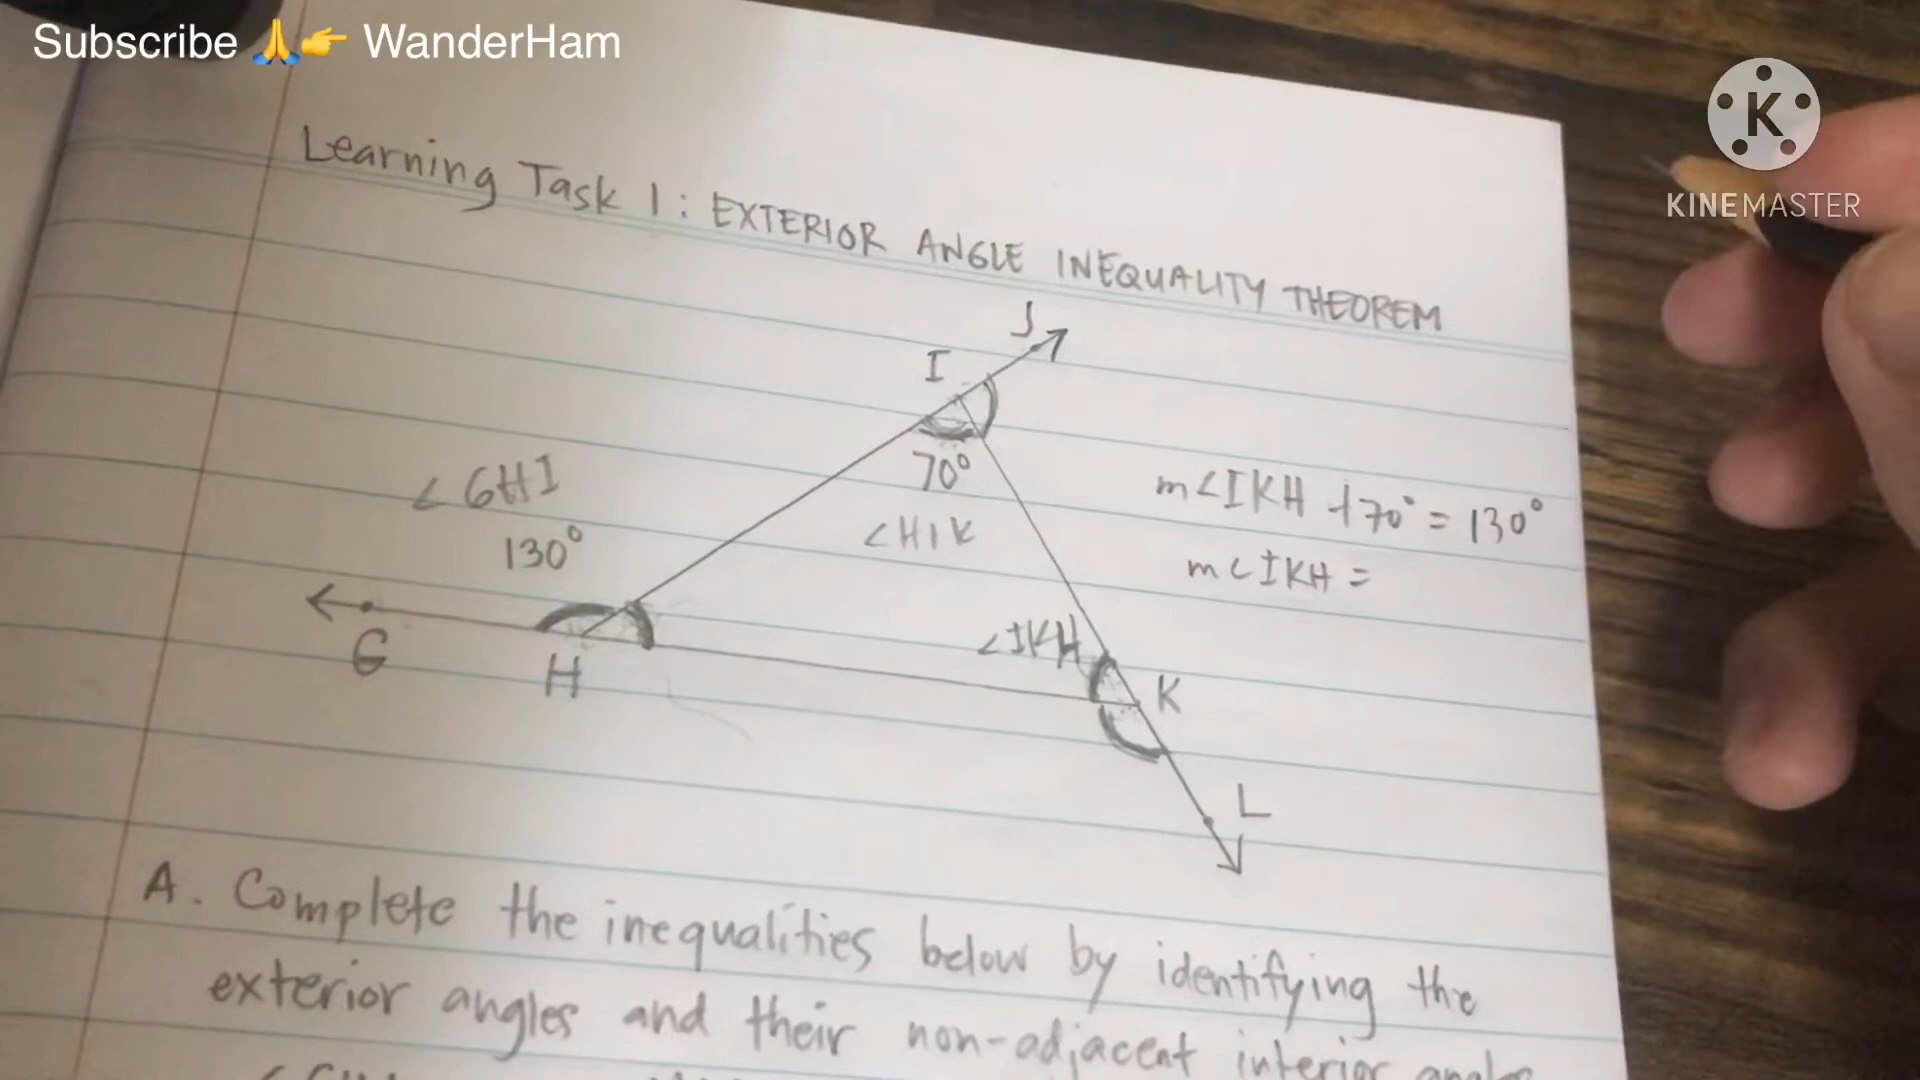 Subscribe 🙏👉 WanderHam
K
KINEMASTER
Learning Task 1: EXTERIOR ANGLE INEQUALITY THEOREM
J
I
70°
∠GHI
130°
∠HIK
m∠IKH + 70° = 130°
m∠IKH =
G
H
∠IKH
K
L
A. Complete the inequalities below by identifying the
exterior angles and their non-adjacent interior angles